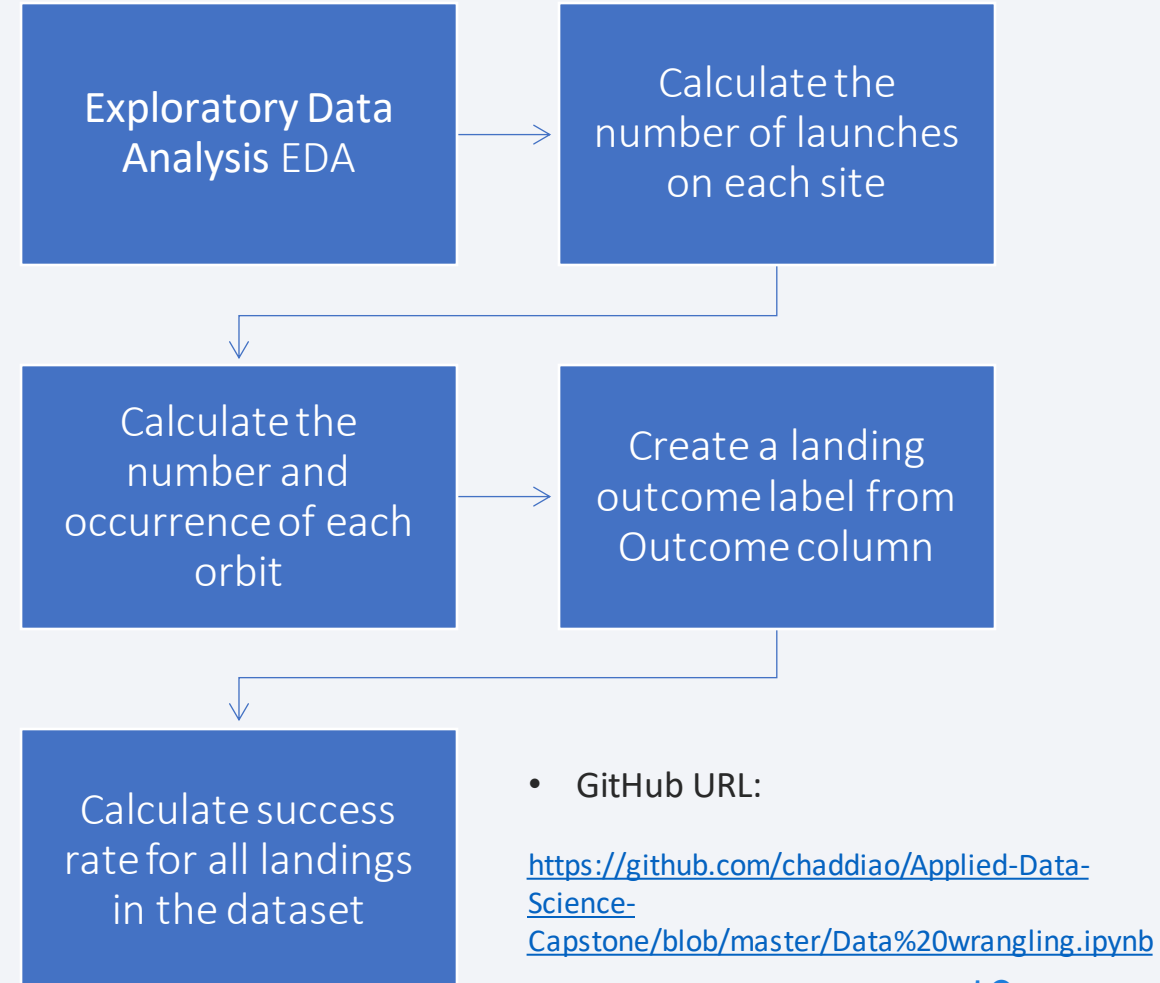 Exploratory Data
Analysis EDA
Calculate the
number of launches
on each site
Calculate the
number and
occurrence of each
orbit
Create a landing
outcome label from
Outcome column
Calculate success
rate for all landings
in the dataset
• GitHub URL:
https://github.com/chaddiao/Applied-Data-
Science-
Capstone/blob/master/Data%20wrangling.ipynb